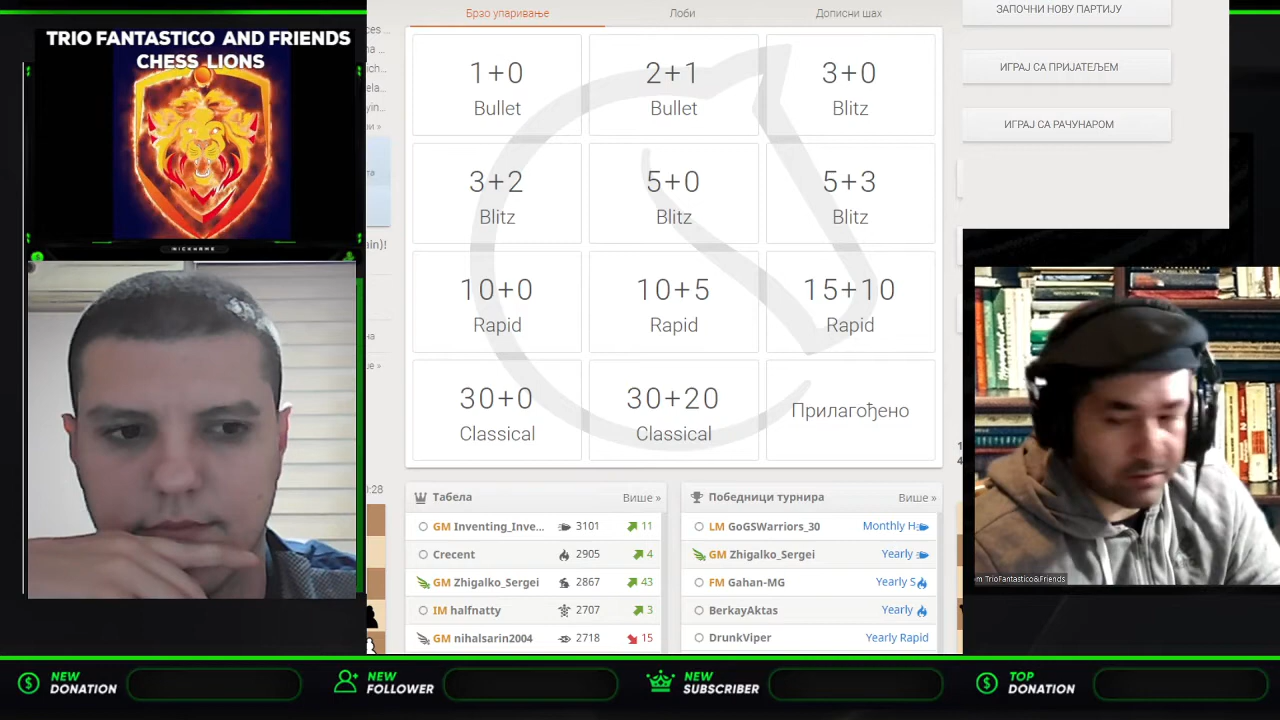 TRIO FANTASTICO AND FRIENDS
CHESS LIONS
NICKNAME
Брзо упаривање
Лоби
Дописни шах
1+0
Bullet
2+1
Bullet
3+0
Blitz
3+2
Blitz
5+0
Blitz
5+3
Blitz
10+0
Rapid
10+5
Rapid
15+10
Rapid
30+0
Classical
30+20
Classical
Прилагођено
ЗАПОЧНИ НОВУ ПАРТИЈУ
ИГРАЈ СА ПРИЈАТЕЉЕМ
ИГРАЈ СА РАЧУНАРОМ
Табела Више »
GM Inventing_Inve... 3101 11
Crecent 2905 4
GM Zhigalko_Sergei 2867 43
IM halfnatty 2707 3
GM nihalsarin2004 2718 15
Победници турнира Више »
LM GoGSWarriors_30 Monthly H
GM Zhigalko_Sergei Yearly
FM Gahan-MG Yearly S
BerkayAktas Yearly
DrunkViper Yearly Rapid
om TrioFantastico&Friends
NEW
DONATION
NEW
FOLLOWER
NEW
SUBSCRIBER
TOP
DONATION